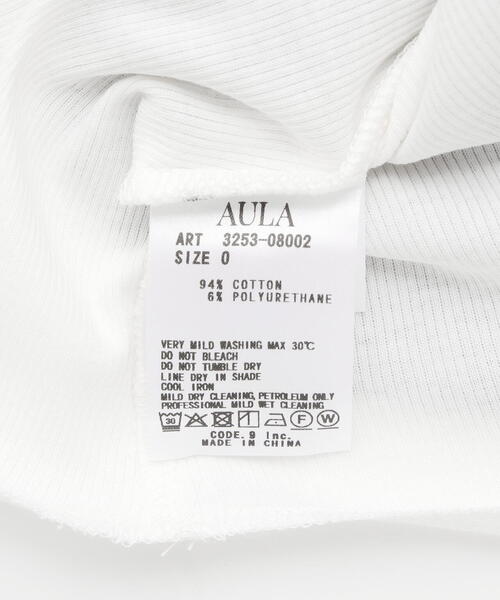 AULA
ART 3253-08002
SIZE 0
94% COTTON
6% POLYURETHANE
VERY MILD WASHING MAX 30℃
DO NOT BLEACH
DO NOT TUMBLE DRY
LINE DRY IN SHADE
COOL IRON
MILD DRY CLEANING, PETROLEUM ONLY
PROFESSIONAL MILD WET CLEANING
30 F W
CODE. 9 Inc.
MADE IN CHINA